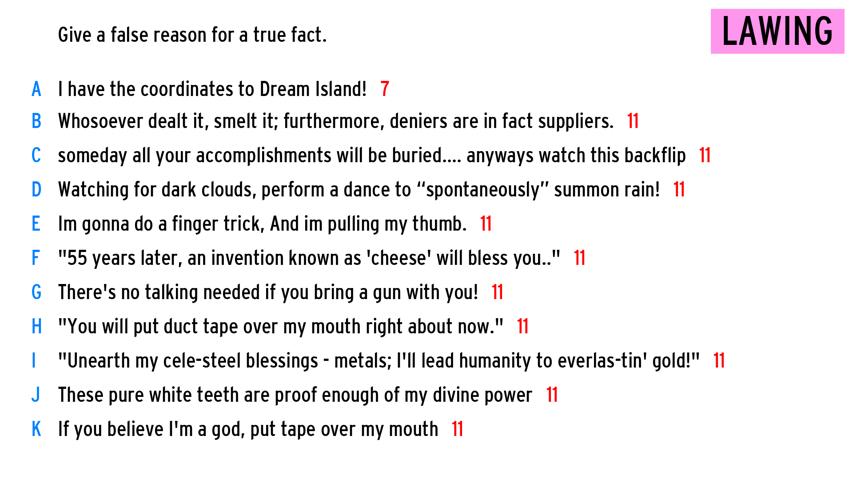 Give a false reason for a true fact.
LAWING
A I have the coordinates to Dream Island! 7
B Whosoever dealt it, smelt it; furthermore, deniers are in fact suppliers. 11
C someday all your accomplishments will be buried.... anyways watch this backflip 11
D Watching for dark clouds, perform a dance to “spontaneously” summon rain! 11
E Im gonna do a finger trick, And im pulling my thumb. 11
F "55 years later, an invention known as 'cheese' will bless you.." 11
G There's no talking needed if you bring a gun with you! 11
H "You will put duct tape over my mouth right about now." 11
I "Unearth my cele-steel blessings - metals; I'll lead humanity to everlas-tin' gold!" 11
J These pure white teeth are proof enough of my divine power 11
K If you believe I'm a god, put tape over my mouth 11